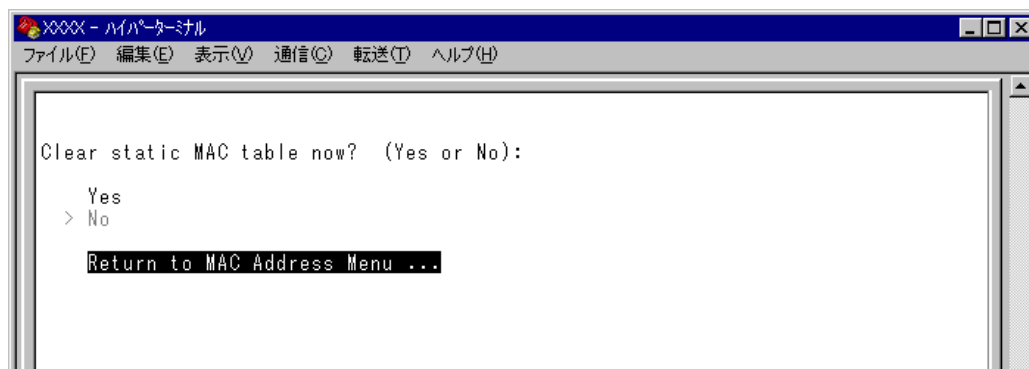 XXXX - ハイパーターミナル
ファイル(F) 編集(E) 表示(V) 通信(C) 転送(T) ヘルプ(H)
Clear static MAC table now? (Yes or No):
Yes
> No
Return to MAC Address Menu ...